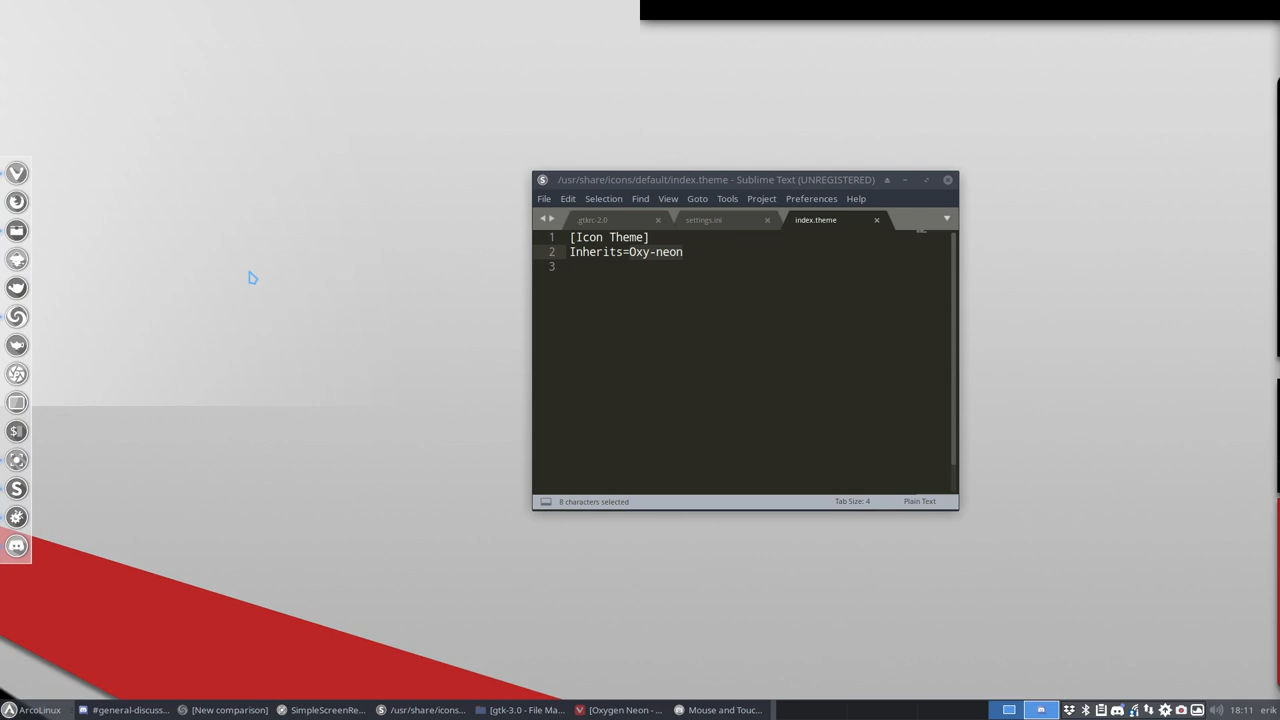 /usr/share/icons/default/index.theme - Sublime Text (UNREGISTERED)
File Edit Selection Find View Goto Tools Project Preferences Help
.gtkrc-2.0 settings.ini index.theme
1 [Icon Theme]
2 Inherits=Oxy-neon
3
8 characters selected Tab Size: 4 Plain Text
ArcoLinux #general-discuss... [New comparison] SimpleScreenRe... /usr/share/icons... [gtk-3.0 - File Ma... [Oxygen Neon - ... Mouse and Touc... 18:11 erik